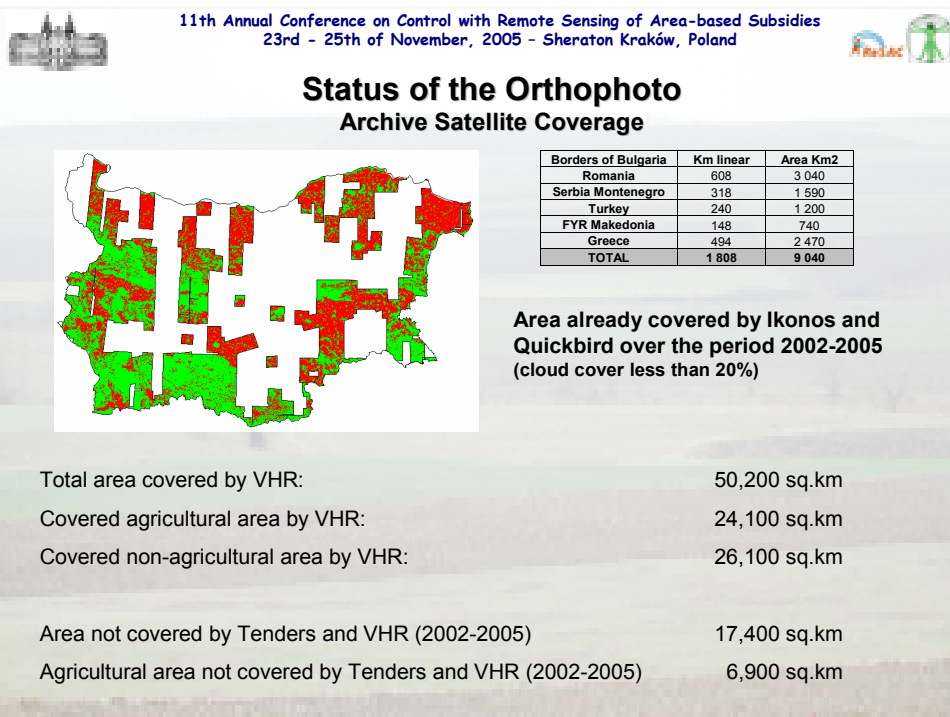 11th Annual Conference on Control with Remote Sensing of Area-based Subsidies
23rd - 25th of November, 2005 – Sheraton Kraków, Poland
Status of the Orthophoto
Archive Satellite Coverage
Borders of Bulgaria Km linear Area Km2
Romania 608 3 040
Serbia Montenegro 318 1 590
Turkey 240 1 200
FYR Makedonia 148 740
Greece 494 2 470
TOTAL 1 808 9 040
Area already covered by Ikonos and
Quickbird over the period 2002-2005
(cloud cover less than 20%)
Total area covered by VHR: 50,200 sq.km
Covered agricultural area by VHR: 24,100 sq.km
Covered non-agricultural area by VHR: 26,100 sq.km
Area not covered by Tenders and VHR (2002-2005) 17,400 sq.km
Agricultural area not covered by Tenders and VHR (2002-2005) 6,900 sq.km